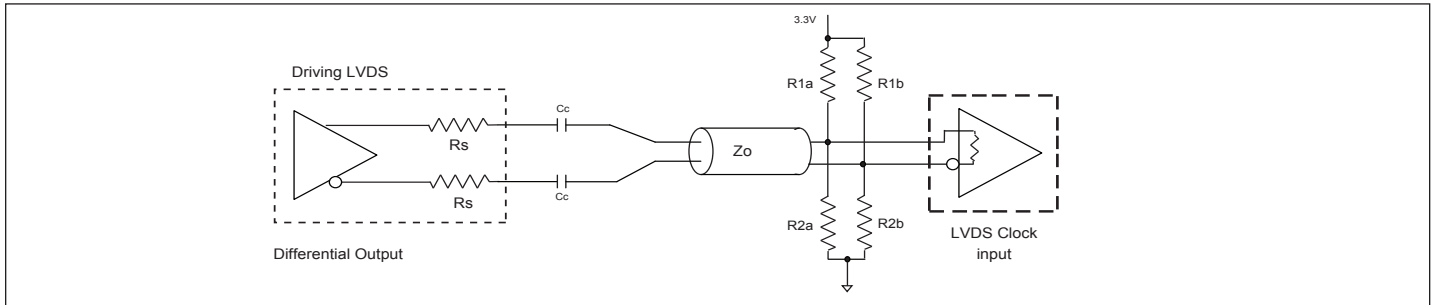 3.3V
Driving LVDS
R1a
R1b
Cc
Rs
Zo
Rs
Cc
R2a
R2b
LVDS Clock
input
Differential Output